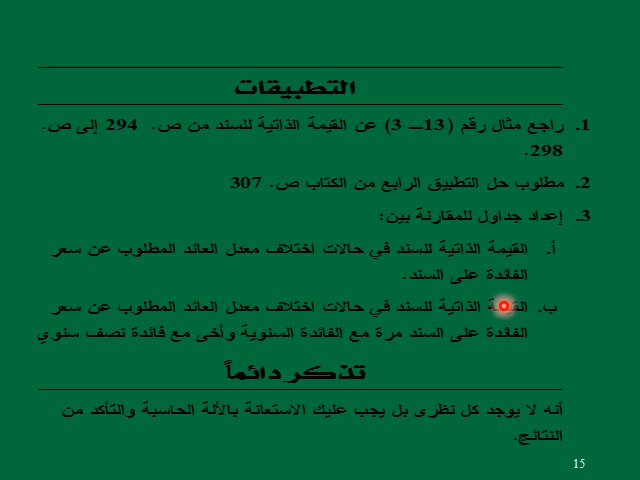 التطبيقات
1. راجع مثال رقم (13ــ 3) عن القيمة الذاتية للسند من ص. 294 إلى ص.
298.
2. مطلوب حل التطبيق الرابع من الكتاب ص. 307
3. إعداد جداول للمقارنة بين:
أ. القيمة الذاتية للسند في حالات اختلاف معدل العائد المطلوب عن سعر
الفائدة على السند.
ب. القيمة الذاتية للسند في حالات اختلاف معدل العائد المطلوب عن سعر
الفائدة على السند مرة مع الفائدة السنوية وأخى مع فائدة نصف سنوي
تذكر دائماً
أنه لا يوجد كل نظرى بل يجب عليك الاستعانة بالألة الحاسبة والتأكد من
النتائج.
15